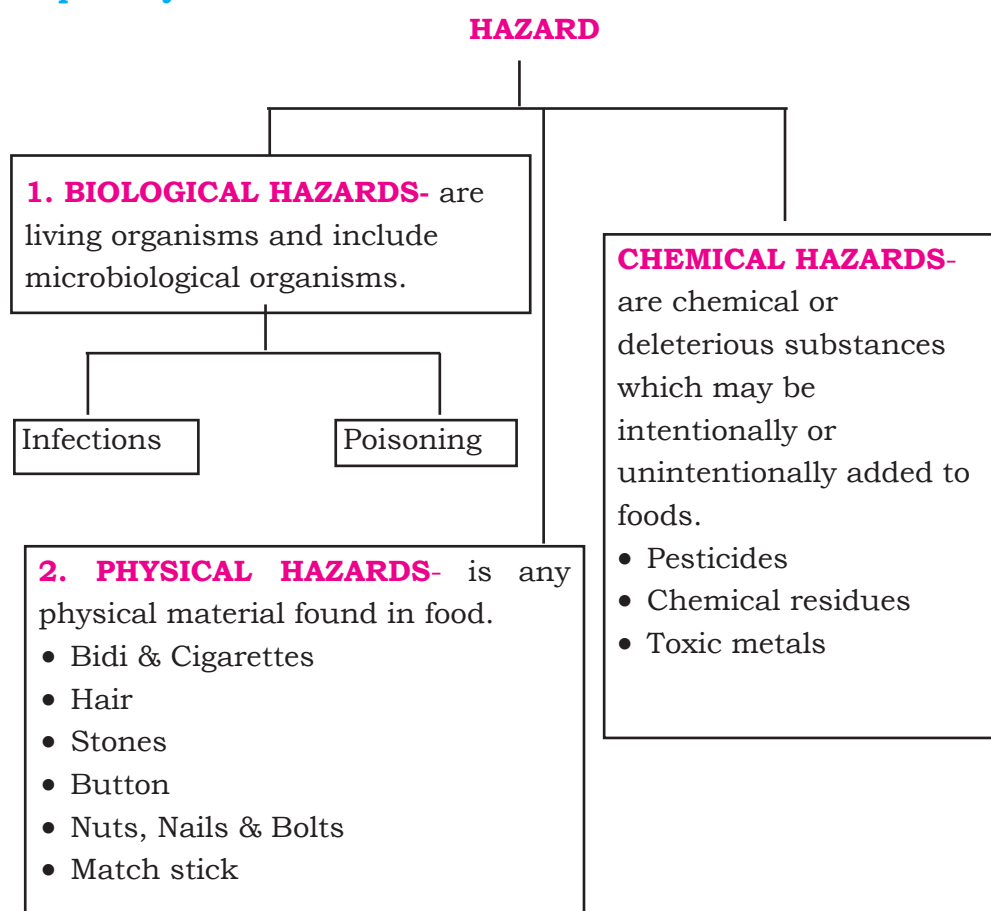 HAZARD
1. BIOLOGICAL HAZARDS- are
living organisms and include
microbiological organisms.
Infections
Poisoning
2. PHYSICAL HAZARDS- is any
physical material found in food.
• Bidi & Cigarettes
• Hair
• Stones
• Button
• Nuts, Nails & Bolts
• Match stick
CHEMICAL HAZARDS-
are chemical or
deleterious substances
which may be
intentionally or
unintentionally added to
foods.
• Pesticides
• Chemical residues
• Toxic metals